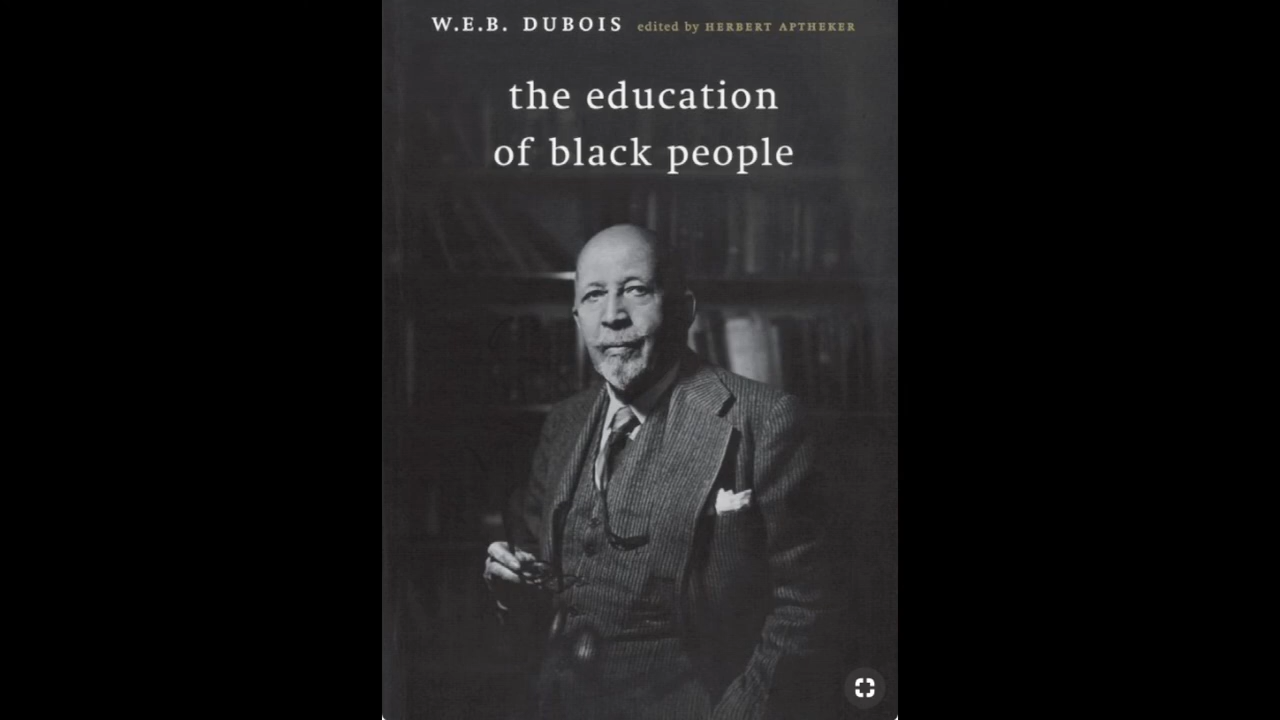 W.E.B. DUBOIS edited by HERBERT APTHEKER
the education
of black people